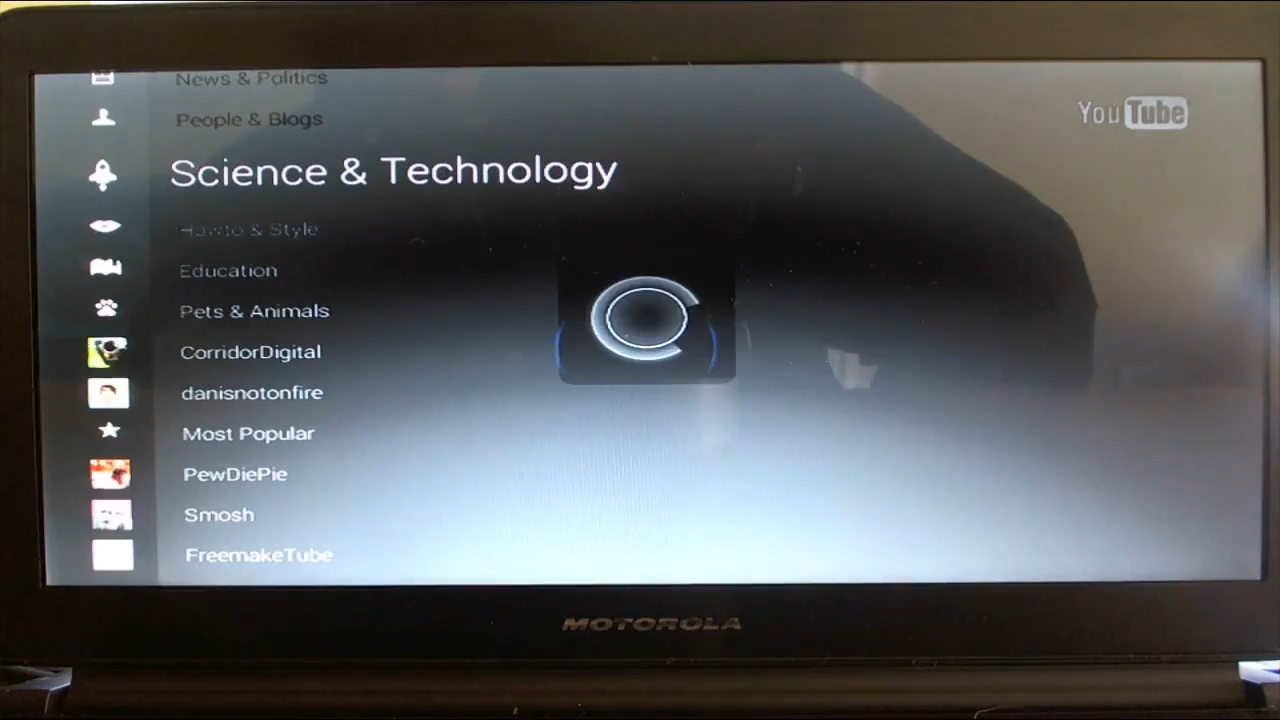 News & Politics
People & Blogs
YouTube
Science & Technology
Howto & Style
Education
Pets & Animals
CorridorDigital
danisnotonfire
Most Popular
PewDiePie
Smosh
FreemakeTube
MOTOROLA